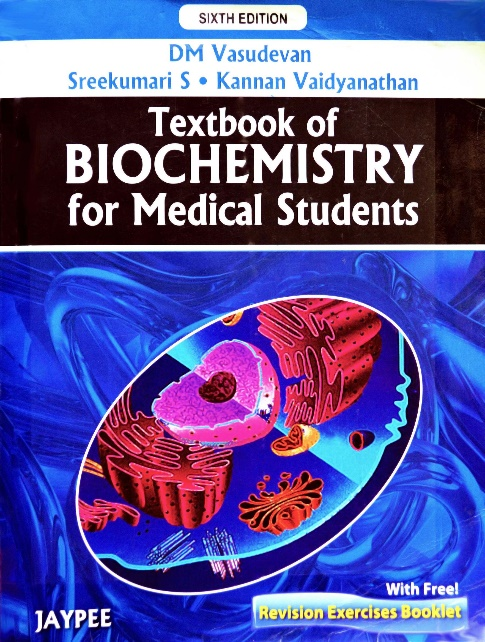 SIXTH EDITION
DM Vasudevan
Sreekumari S • Kannan Vaidyanathan
Textbook of
BIOCHEMISTRY
for Medical Students
With Free!
Revision Exercises Booklet
JAYPEE